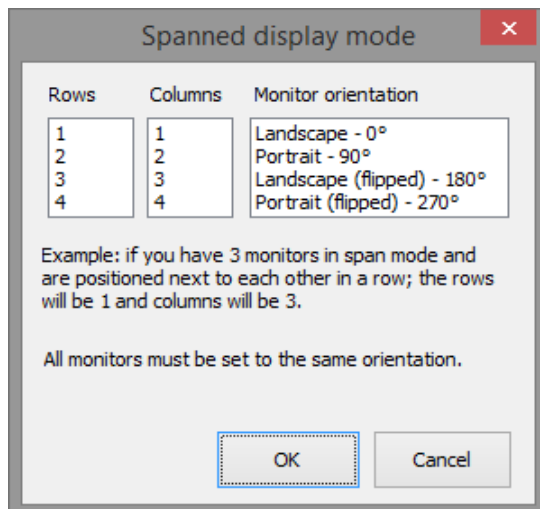 Spanned display mode
Rows Columns Monitor orientation
1 1 Landscape - 0°
2 2 Portrait - 90°
3 3 Landscape (flipped) - 180°
4 4 Portrait (flipped) - 270°
Example: if you have 3 monitors in span mode and
are positioned next to each other in a row; the rows
will be 1 and columns will be 3.
All monitors must be set to the same orientation.
OK Cancel